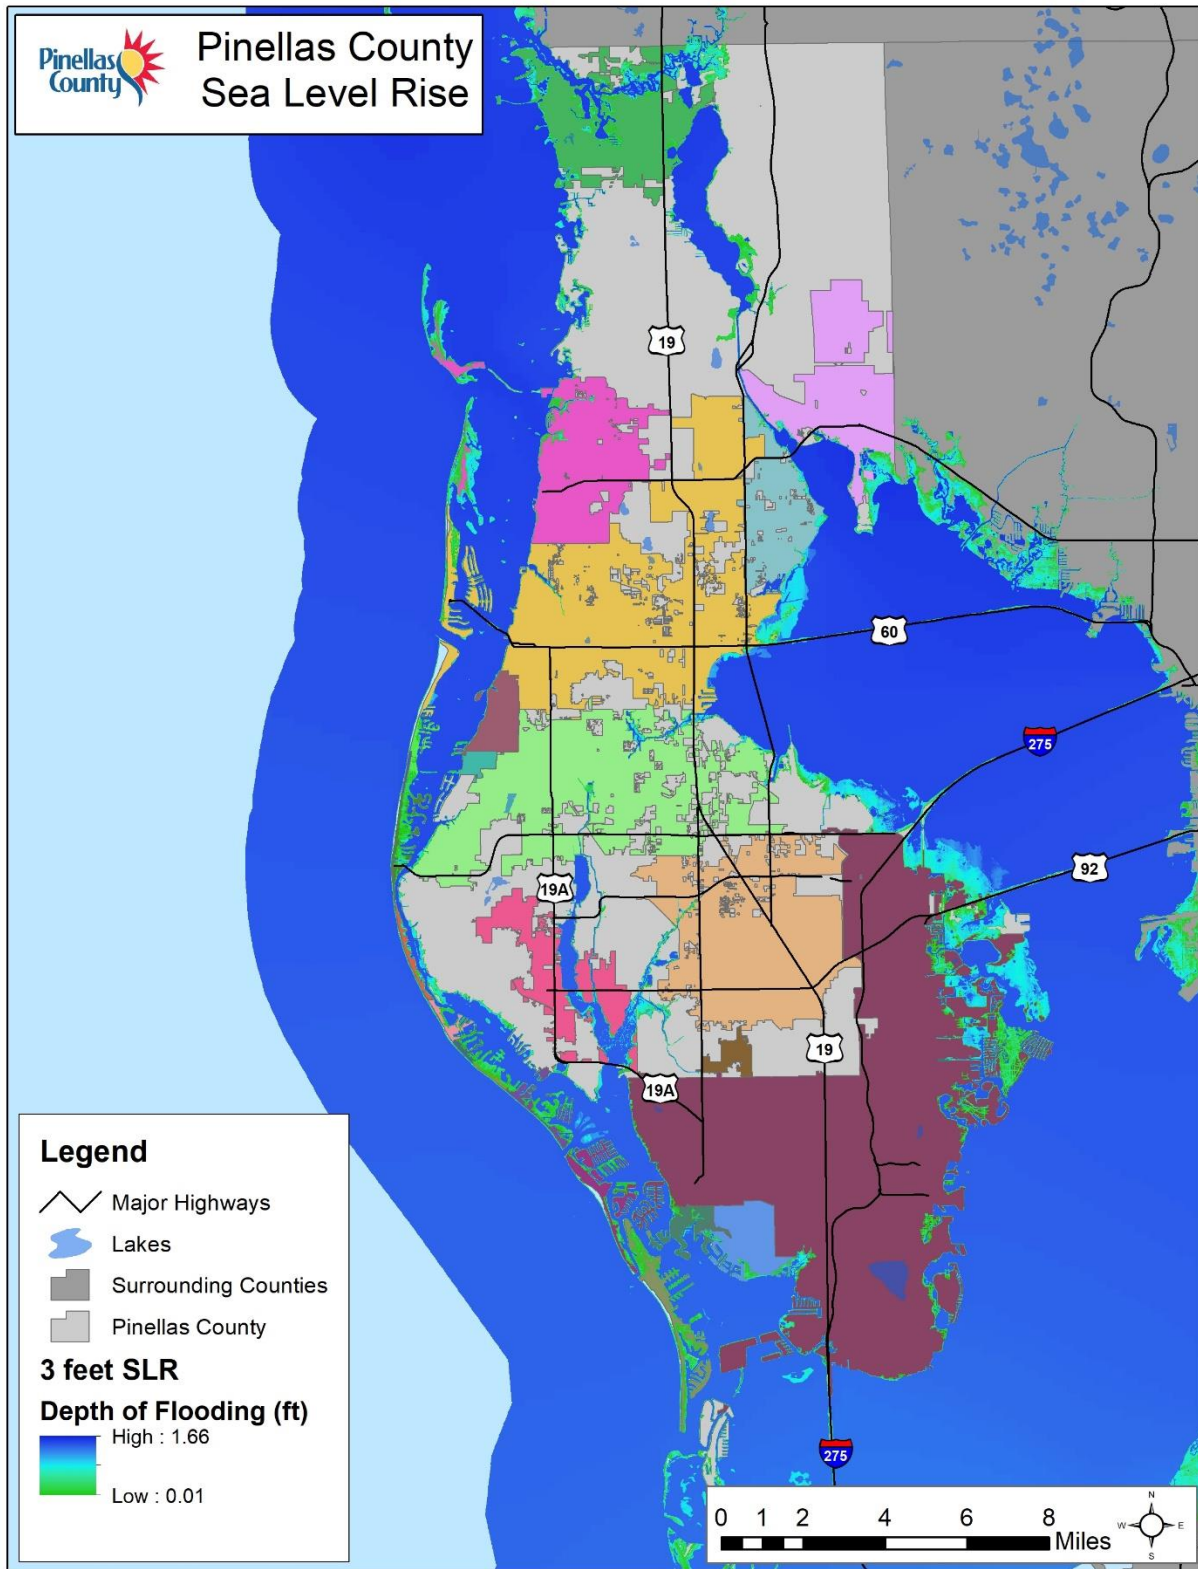 Pinellas
County
Pinellas County
Sea Level Rise
19
60
275
92
19A
19
19A
275
Legend
Major Highways
Lakes
Surrounding Counties
Pinellas County
3 feet SLR
Depth of Flooding (ft)
High : 1.66
Low : 0.01
0 1 2 4 6 8
Miles
N
W E
S